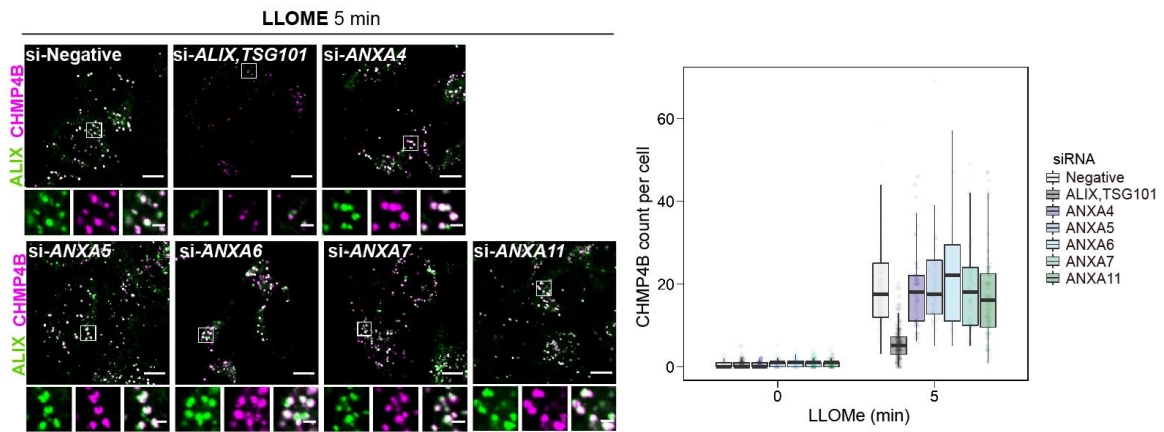 LLOME 5 min
si-Negative
si-ALIX,TSG101
si-ANXA4
ALIX CHMP4B
si-ANXA5
si-ANXA6
si-ANXA7
si-ANXA11
ALIX CHMP4B
CHMP4B count per cell
60
40
20
0
0
5
LLOMe (min)
siRNA
Negative
ALIX,TSG101
ANXA4
ANXA5
ANXA6
ANXA7
ANXA11